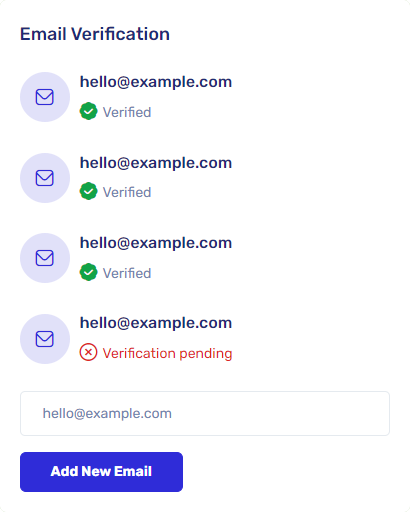 Email Verification
hello@example.com
Verified
hello@example.com
Verified
hello@example.com
Verified
hello@example.com
Verification pending
hello@example.com
Add New Email